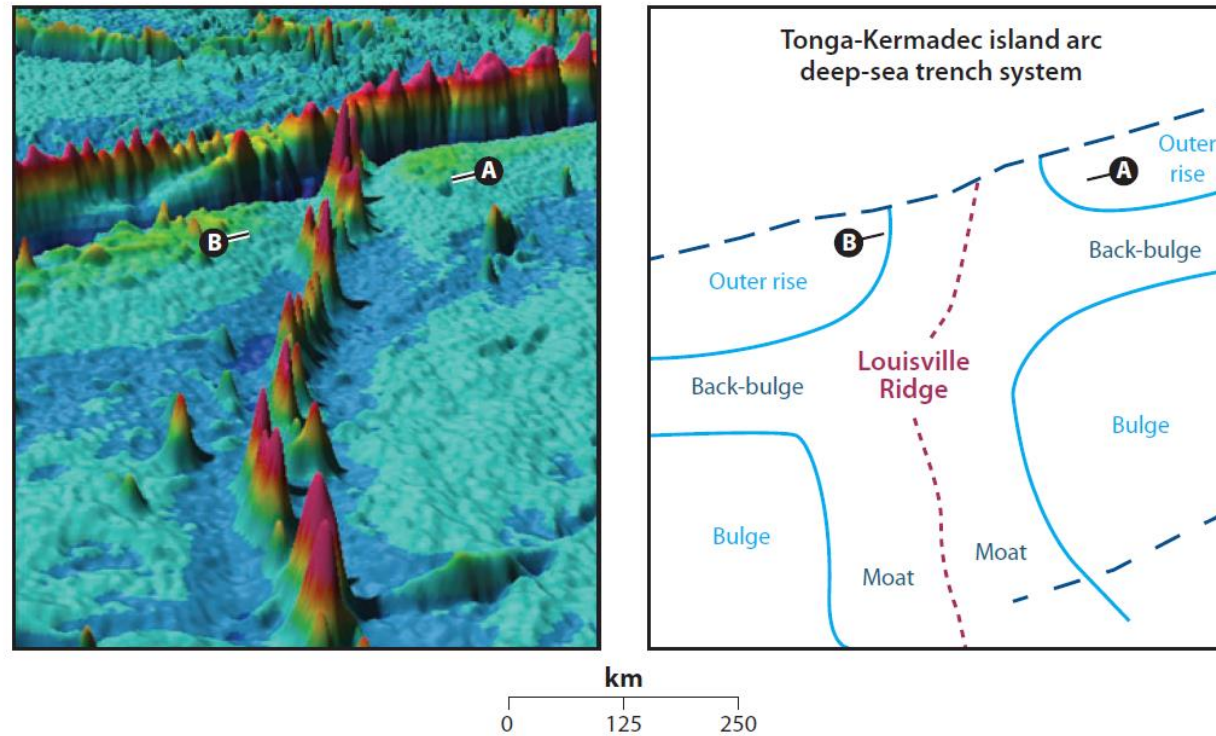 A
B
Tonga-Kermadec island arc
deep-sea trench system
A
Outer
rise
B
Outer rise
Back-bulge
Louisville
Ridge
Back-bulge
Bulge
Bulge
Moat
Moat
km
0 125 250